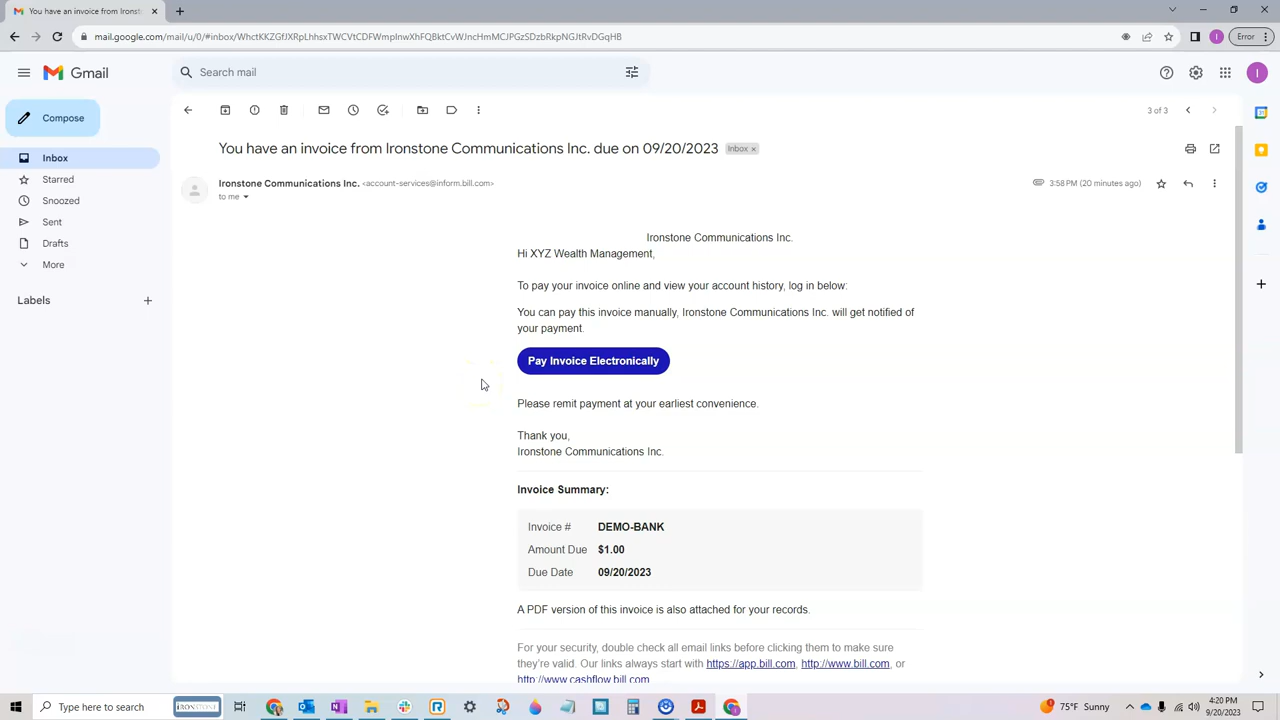 You have an invoice from Irons
mail.google.com/mail/u/0/#inbox/
Error
Gmail
Search mail
Compose
3 of 3
Inbox
You have an invoice from Ironstone Communications Inc. due on 09/20/2023 Inbox x
Starred
Ironstone Communications Inc. <account-services@inform.bill.com>
3:58 PM (20 minutes ago)
to me
Snoozed
Sent
Drafts
More
Labels
Ironstone Communications Inc.
Hi XYZ Wealth Management,
To pay your invoice online and view your account history, log in below:
You can pay this invoice manually, Ironstone Communications Inc. will get notified of
your payment.
Pay Invoice Electronically
Please remit payment at your earliest convenience.
Thank you,
Ironstone Communications Inc.
Invoice Summary:
Invoice # DEMO-BANK
Amount Due $1.00
Due Date 09/20/2023
A PDF version of this invoice is also attached for your records.
For your security, double check all email links before clicking them to make sure
they're valid. Our links always start with https://app.bill.com, http://www.bill.com, or
http://www.cashflow.bill.com
Type here to search
IRONSTONE
75°F Sunny
4:20 PM
9/20/2023